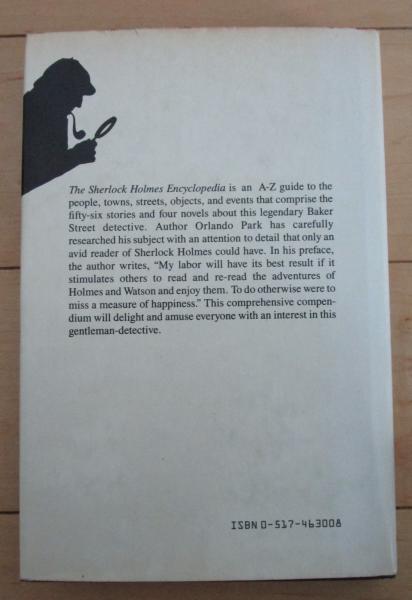 The Sherlock Holmes Encyclopedia is an A-Z guide to the
people, towns, streets, objects, and events that comprise the
fifty-six stories and four novels about this legendary Baker
Street detective. Author Orlando Park has carefully
researched his subject with an attention to detail that only an
avid reader of Sherlock Holmes could have. In his preface,
the author writes, “My labor will have its best result if it
stimulates others to read and re-read the adventures of
Holmes and Watson and enjoy them. To do otherwise were to
miss a measure of happiness.” This comprehensive compen-
dium will delight and amuse everyone with an interest in this
gentleman-detective.
ISBN 0-517-463008